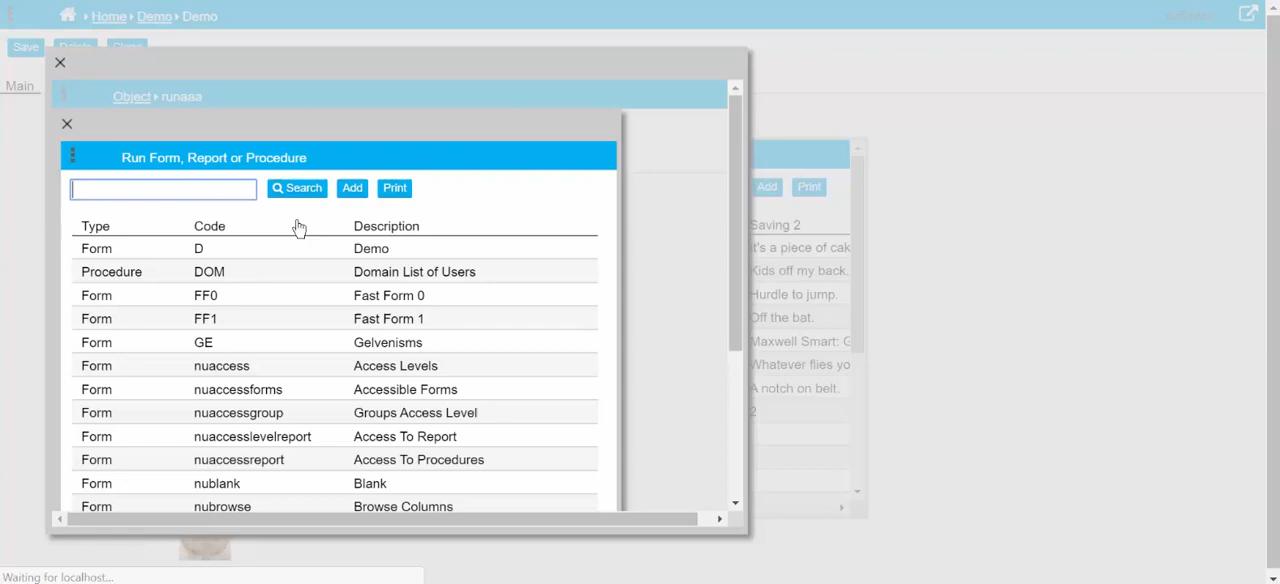 Home Demo Demo
Save Delete Clone
Main
Object runaaa
Run Form, Report or Procedure
Search Add Print
Add Print
Type Code Description
Saving 2
Form D Demo
It's a piece of cak
Procedure DOM Domain List of Users
Kids off my back.
Form FF0 Fast Form 0
Hurdle to jump.
Form FF1 Fast Form 1
Off the bat.
Form GE Gelvenisms
Maxwell Smart: G
Form nuaccess Access Levels
Whatever flies yo
Form nuaccessforms Accessible Forms
A notch on belt.
Form nuaccessgroup Groups Access Level
2
Form nuaccesslevelreport Access To Report
Form nuaccessreport Access To Procedures
Form nublank Blank
Form nubrowse Browse Columns
Waiting for localhost...